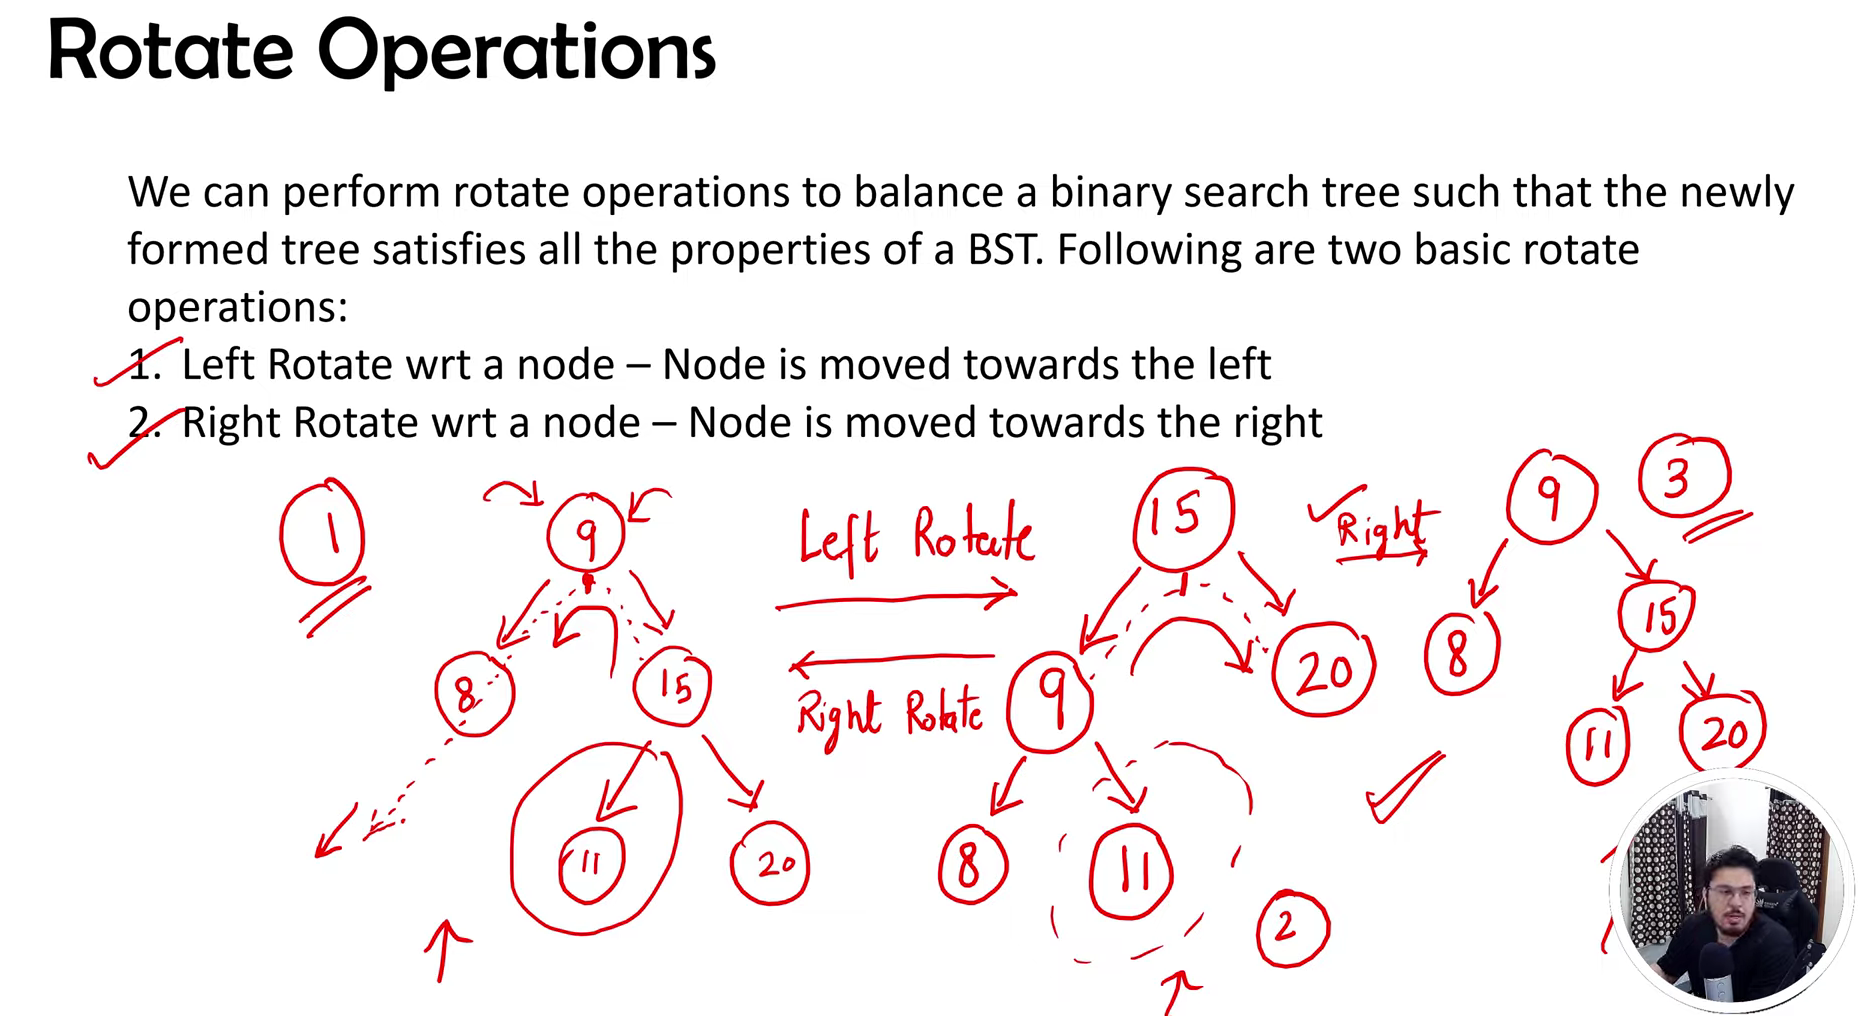 Rotate Operations
We can perform rotate operations to balance a binary search tree such that the newly
formed tree satisfies all the properties of a BST. Following are two basic rotate
operations:
1. Left Rotate wrt a node – Node is moved towards the left
2. Right Rotate wrt a node – Node is moved towards the right
1
9
8
15
11
20
Left Rotate
Right Rotate
15
9
20
8
11
2
Right
3
9
8
15
11
20